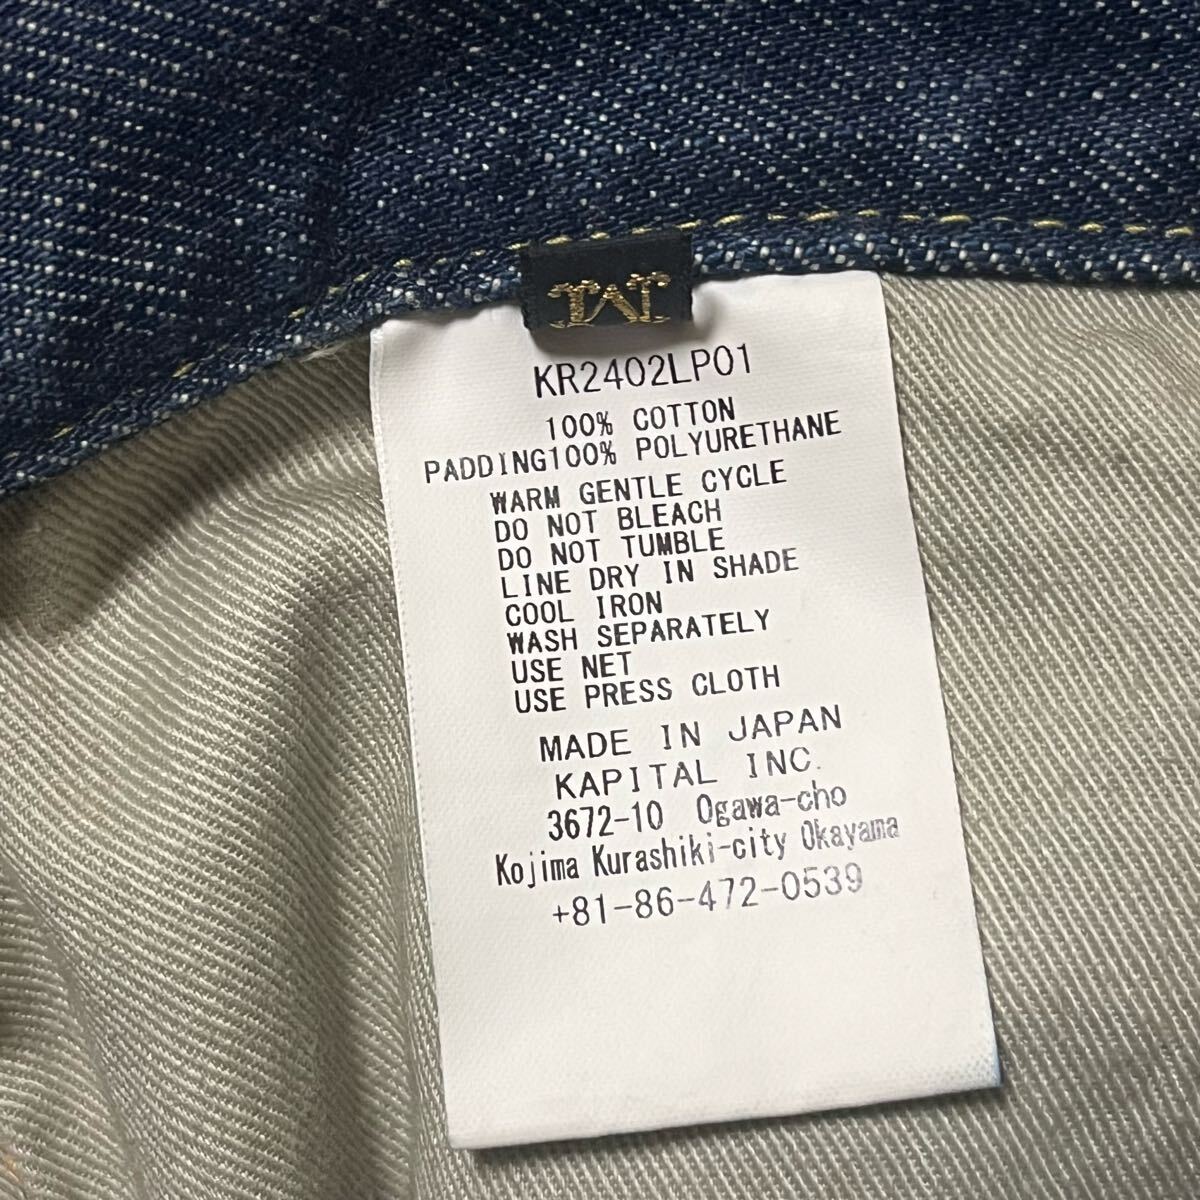 M
KR2402LP01
100% COTTON
PADDING100% POLYURETHANE
WARM GENTLE CYCLE
DO NOT BLEACH
DO NOT TUMBLE
LINE DRY IN SHADE
COOL IRON
WASH SEPARATELY
USE NET
USE PRESS CLOTH
MADE IN JAPAN
KAPITAL INC.
3672-10 Ogawa-cho
Kojima Kurashiki-city Okayama
+81-86-472-0539